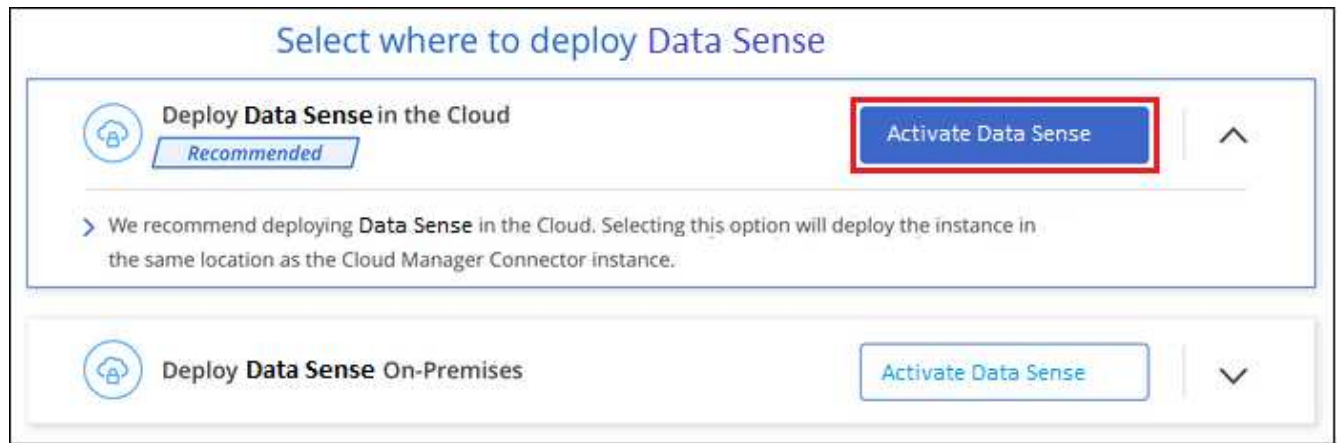 Select where to deploy Data Sense
Deploy Data Sense in the Cloud
Recommended
Activate Data Sense
We recommend deploying Data Sense in the Cloud. Selecting this option will deploy the instance in
the same location as the Cloud Manager Connector instance.
Deploy Data Sense On-Premises
Activate Data Sense